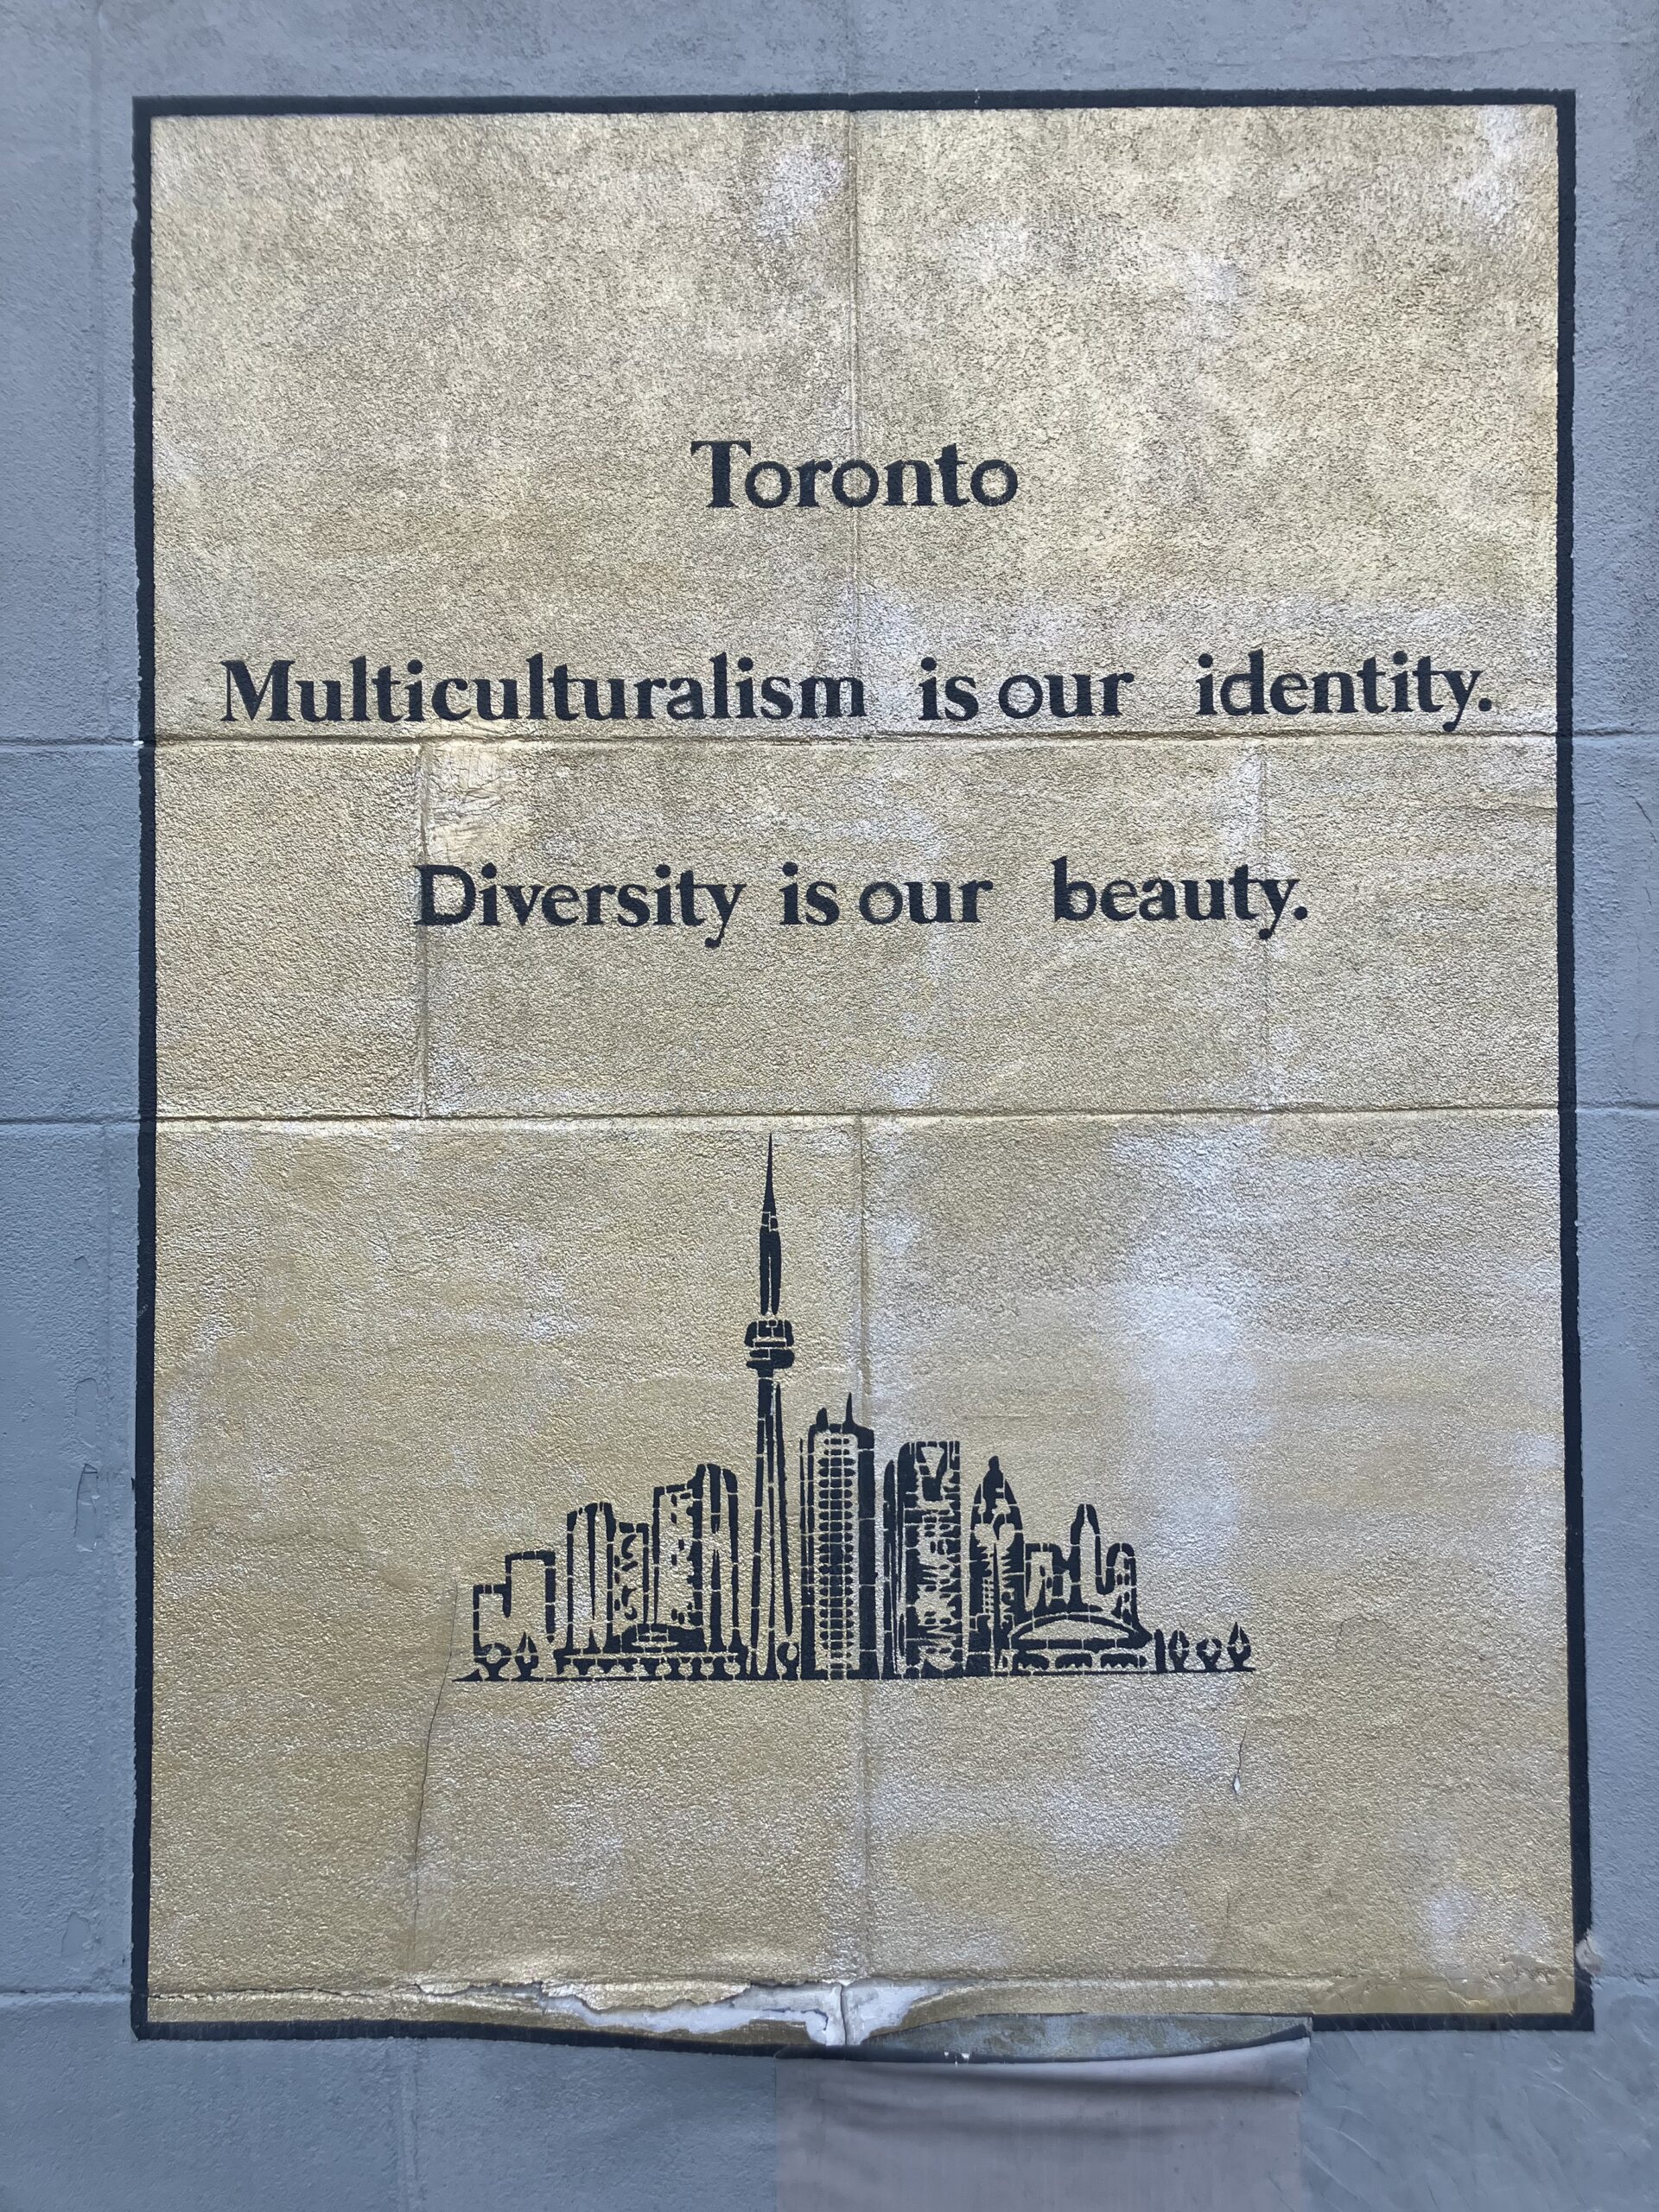 Toronto
Multiculturalism is our identity.
Diversity is our beauty.